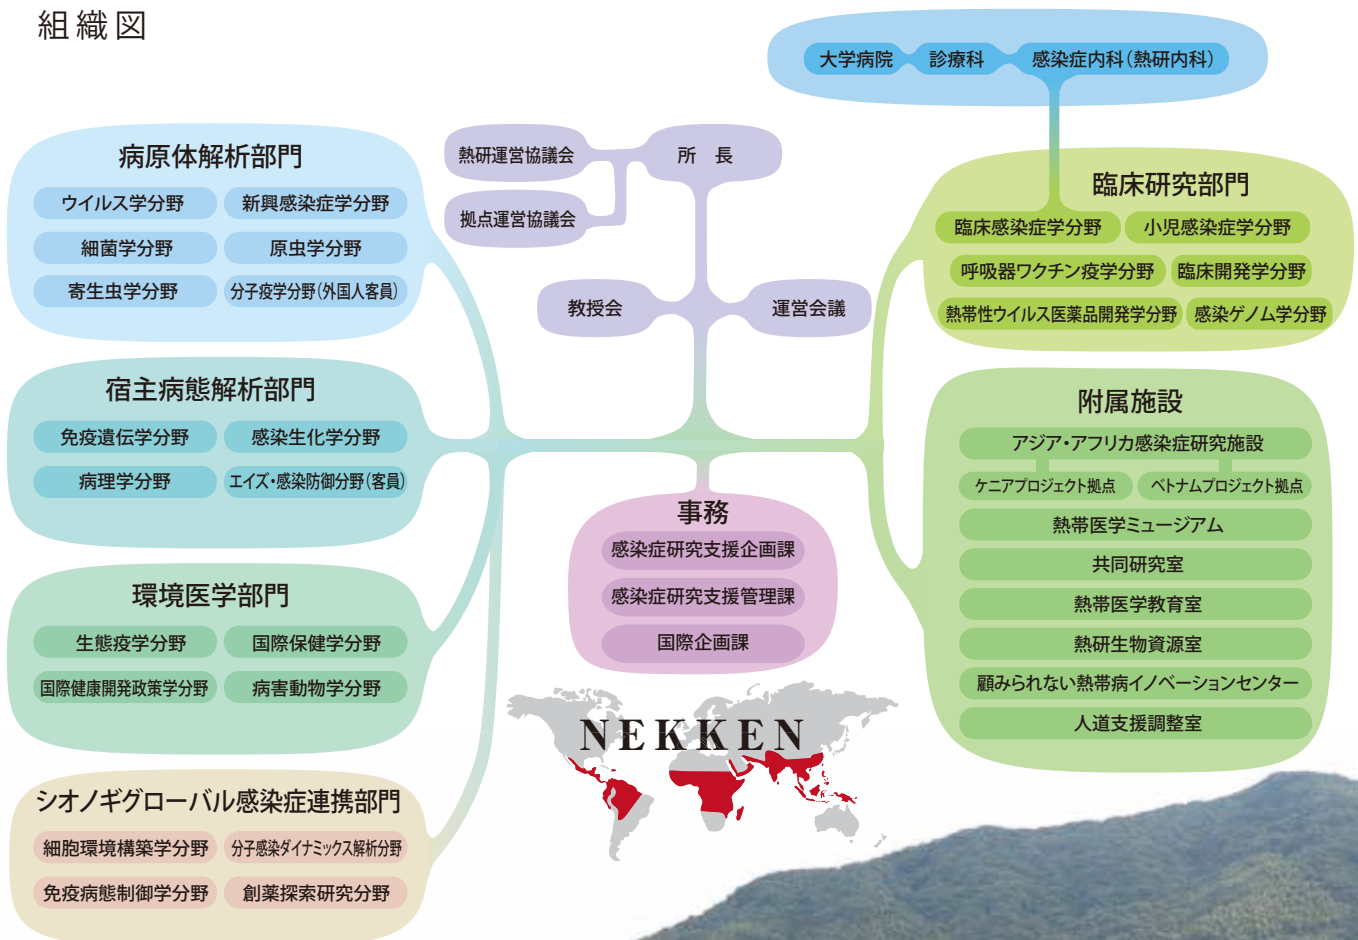 組織図
大学病院
診療科
感染症内科(熱研内科)
熱研運営協議会
拠点運営協議会
所 長
教授会
運営会議
病原体解析部門
ウイルス学分野
新興感染症学分野
細菌学分野
原虫学分野
寄生虫学分野
分子疫学分野(外国人客員)
宿主病態解析部門
免疫遺伝学分野
感染生化学分野
病理学分野
エイズ・感染防御分野(客員)
環境医学部門
生態疫学分野
国際保健学分野
国際健康開発政策学分野
病害動物学分野
シオノギグローバル感染症連携部門
細胞環境構築学分野
分子感染ダイナミックス解析分野
免疫病態制御学分野
創薬探索研究分野
事務
感染症研究支援企画課
感染症研究支援管理課
国際企画課
NEKKEN
臨床研究部門
臨床感染症学分野
小児感染症学分野
呼吸器ワクチン疫学分野
臨床開発学分野
熱帯性ウイルス医薬品開発学分野
感染ゲノム学分野
附属施設
アジア・アフリカ感染症研究施設
ケニアプロジェクト拠点
ベトナムプロジェクト拠点
熱帯医学ミュージアム
共同研究室
熱帯医学教育室
熱研生物資源室
顧みられない熱帯病イノベーションセンター
人道支援調整室